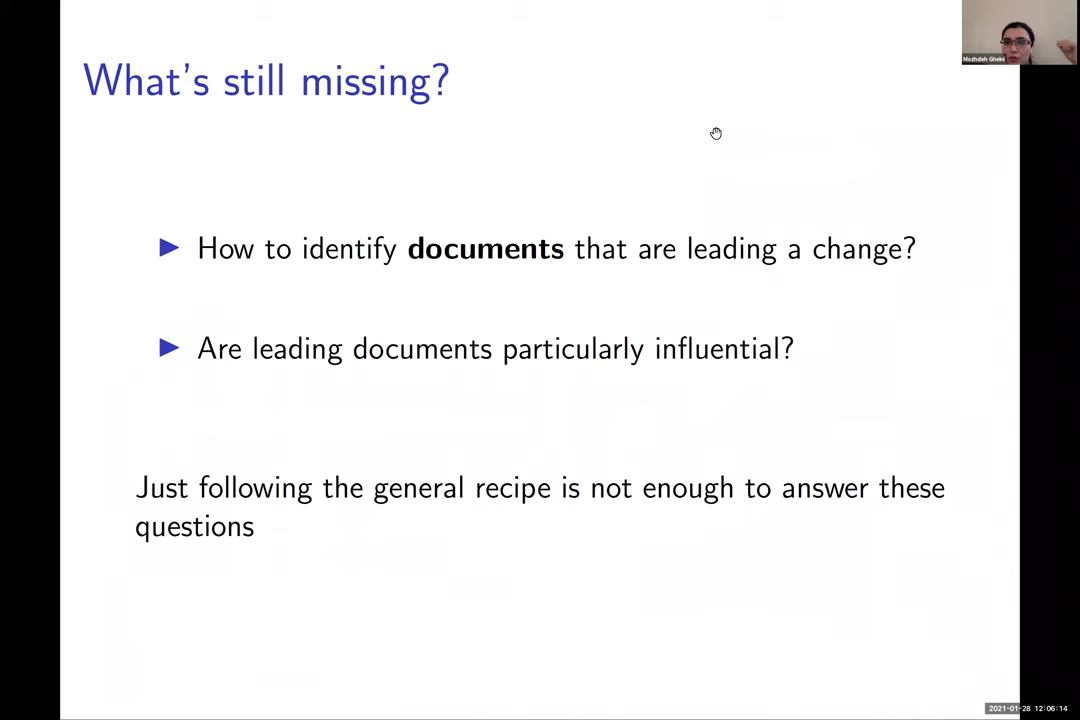 Mozhdeh Gheini
What's still missing?
▶ How to identify documents that are leading a change?
▶ Are leading documents particularly influential?
Just following the general recipe is not enough to answer these
questions
2021-01-28 12:06:14